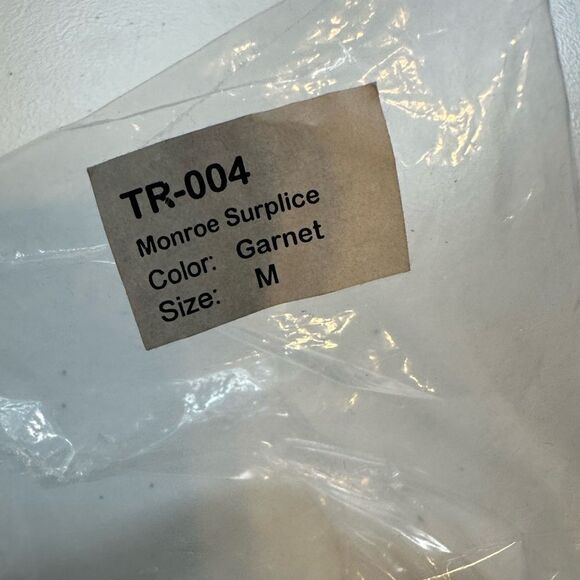 TR-004
Monroe Surplice
Color: Garnet
Size: M